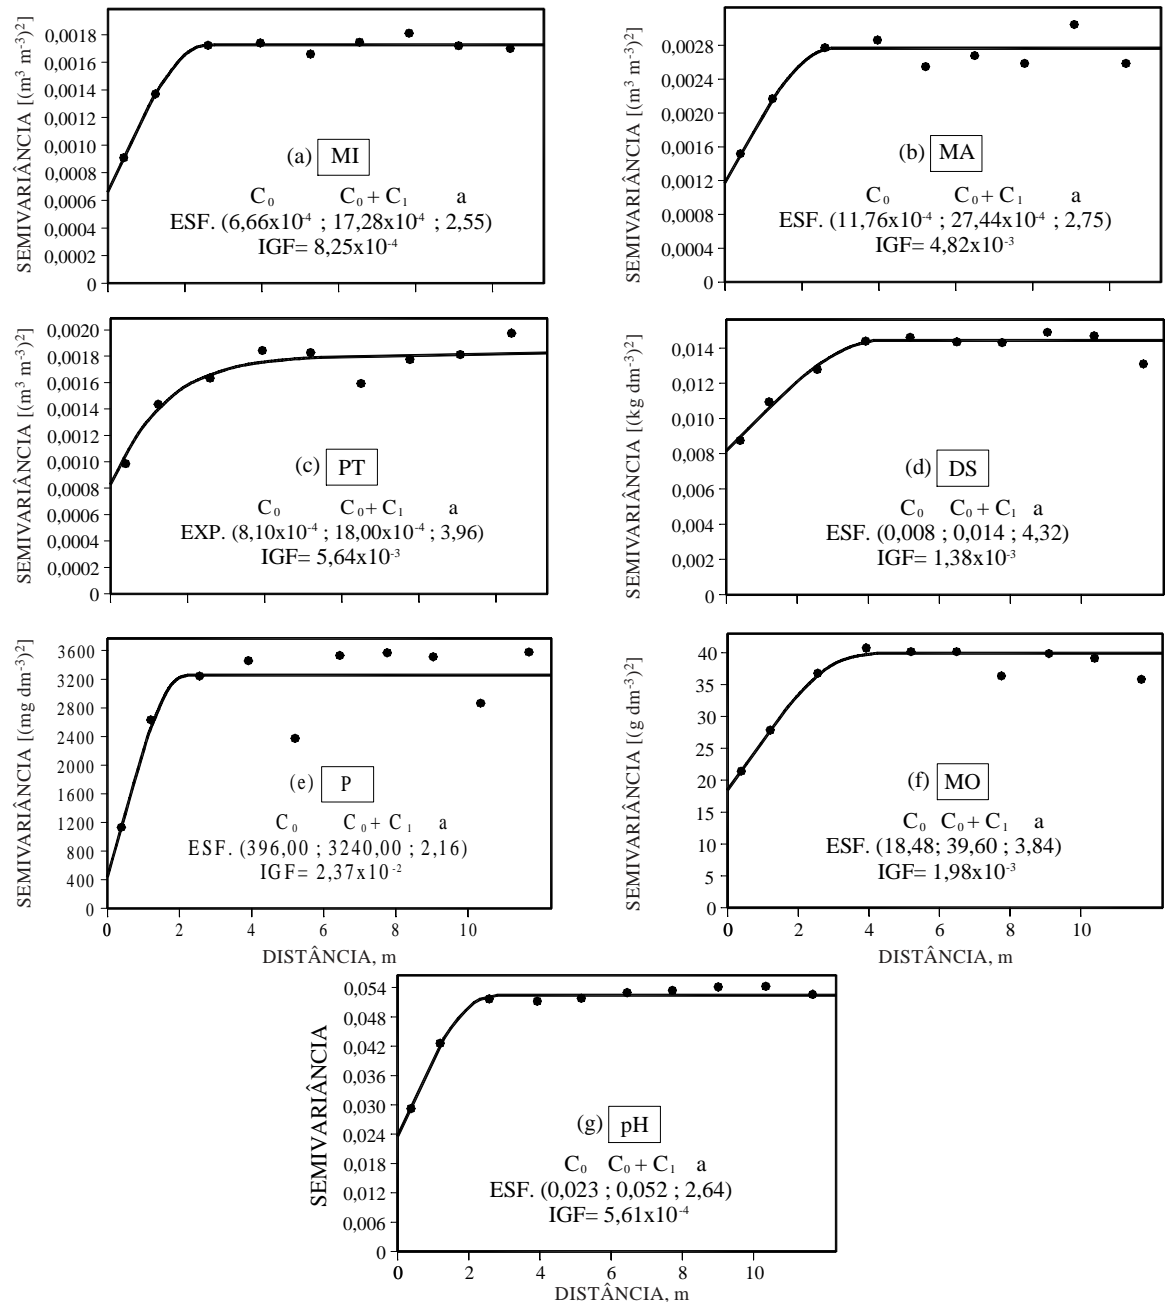 SEMIVARIÂNCIA [(m³ m⁻³)²]
0,0018
0,0016
0,0014
0,0012
0,0010
0,0008
0,0006
0,0004
0,0002
0
(a) MI
C₀ C₀ + C₁ a
ESF. (6,66x10⁻⁴ ; 17,28x10⁻⁴ ; 2,55)
IGF= 8,25x10⁻⁴
SEMIVARIÂNCIA [(m³ m⁻³)²]
0,0028
0,0024
0,0020
0,0016
0,0012
0,0008
0,0004
0
(b) MA
C₀ C₀ + C₁ a
ESF. (11,76x10⁻⁴ ; 27,44x10⁻⁴ ; 2,75)
IGF= 4,82x10⁻³
SEMIVARIÂNCIA [(m³ m⁻³)²]
0,0020
0,0018
0,0016
0,0014
0,0012
0,0010
0,0008
0,0006
0,0004
0,0002
0
(c) PT
C₀ C₀ + C₁ a
EXP. (8,10x10⁻⁴ ; 18,00x10⁻⁴ ; 3,96)
IGF= 5,64x10⁻³
SEMIVARIÂNCIA [(kg dm⁻³)²]
0,014
0,012
0,010
0,008
0,006
0,004
0,002
0
(d) DS
C₀ C₀ + C₁ a
ESF. (0,008 ; 0,014 ; 4,32)
IGF= 1,38x10⁻³
SEMIVARIÂNCIA [(mg dm⁻³)²]
3600
3200
2800
2400
2000
1600
1200
800
400
0
(e) P
C₀ C₀ + C₁ a
ESF. (396,00 ; 3240,00 ; 2,16)
IGF= 2,37x10⁻²
0 2 4 6 8 10
DISTÂNCIA, m
SEMIVARIÂNCIA [(g dm⁻³)²]
40
35
30
25
20
15
10
5
0
(f) MO
C₀ C₀ + C₁ a
ESF. (18,48; 39,60 ; 3,84)
IGF= 1,98x10⁻³
0 2 4 6 8 10
DISTÂNCIA, m
SEMIVARIÂNCIA
0,054
0,048
0,042
0,036
0,030
0,024
0,018
0,012
0,006
0
(g) pH
C₀ C₀ + C₁ a
ESF. (0,023 ; 0,052 ; 2,64)
IGF= 5,61x10⁻⁴
0 2 4 6 8 10
DISTÂNCIA, m